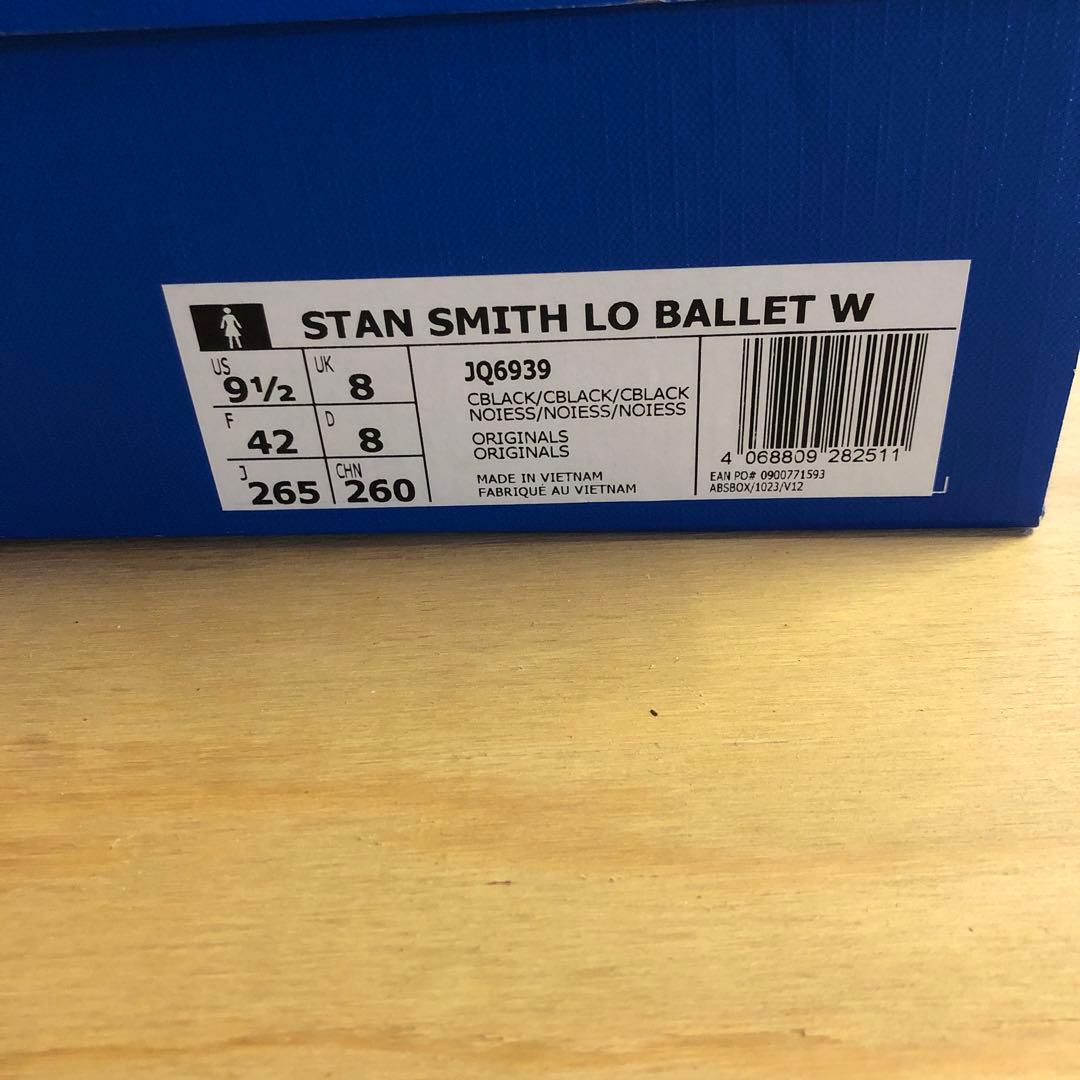 STAN SMITH LO BALLET W
US 9½ UK 8
F 42 D 8
J 265 CHN 260
JQ6939
CBLACK/CBLACK/CBLACK
NOIESS/NOIESS/NOIESS
ORIGINALS
ORIGINALS
MADE IN VIETNAM
FABRIQUÉ AU VIETNAM
4 068809 282511
EAN PO# 0900771593
ABSBOX/1023/V12